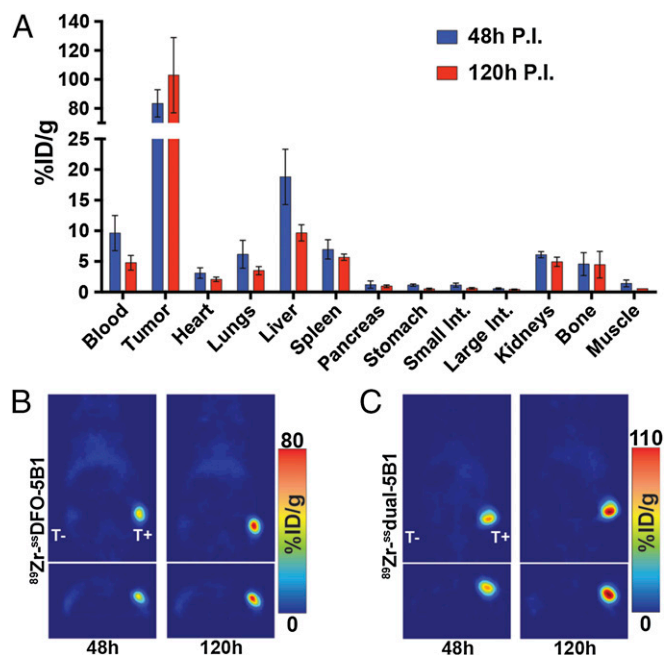 A
140
120
100
80
25
20
15
10
5
0
%ID/g
48h P.I.
120h P.I.
Blood
Tumor
Heart
Lungs
Liver
Spleen
Pancreas
Stomach
Small Int.
Large Int.
Kidneys
Bone
Muscle
B
⁸⁹Zr-ˢˢDFO-5B1
T-
T+
48h
120h
80
%ID/g
0
C
⁸⁹Zr-ˢˢdual-5B1
T-
T+
48h
120h
110
%ID/g
0